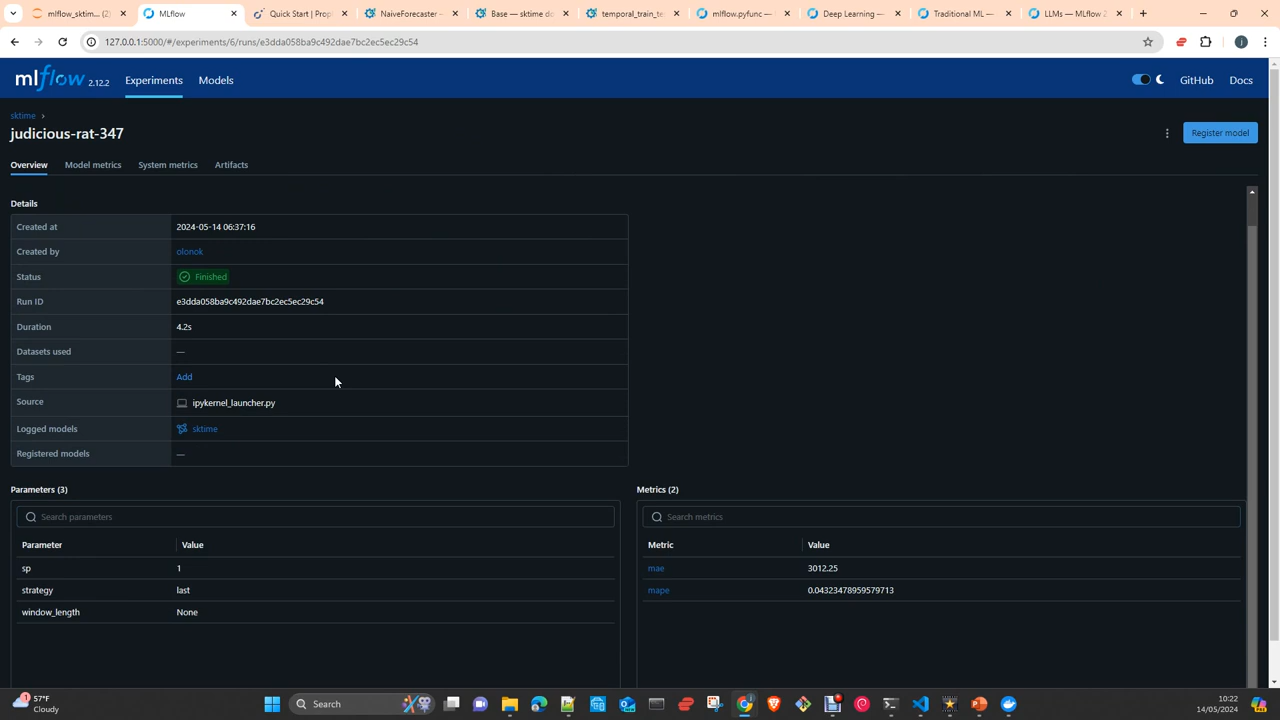 mlflow_sktim...
MLflow
Quick Start | Prop
NaiveForecaster —
Base — sktime do
temporal_train_te
mlflow.pyfunc —
Deep Learning —
Traditional ML —
LLMs — MLflow 2
127.0.0.1:5000/#/experiments/6/runs/e3dda058ba9c492dae7bc2ec5ec29c54
mlflow 2.12.2 Experiments Models GitHub Docs
sktime ›
judicious-rat-347
Register model
Overview Model metrics System metrics Artifacts
Details
Created at 2024-05-14 06:37:16
Created by olonok
Status Finished
Run ID e3dda058ba9c492dae7bc2ec5ec29c54
Duration 4.2s
Datasets used —
Tags Add
Source ipykernel_launcher.py
Logged models sktime
Registered models —
Parameters (3)
Search parameters
Parameter Value
sp 1
strategy last
window_length None
Metrics (2)
Search metrics
Metric Value
mae 3012.25
mape 0.04323478959579713
1
57°F
Cloudy
Search
10:22
14/05/2024